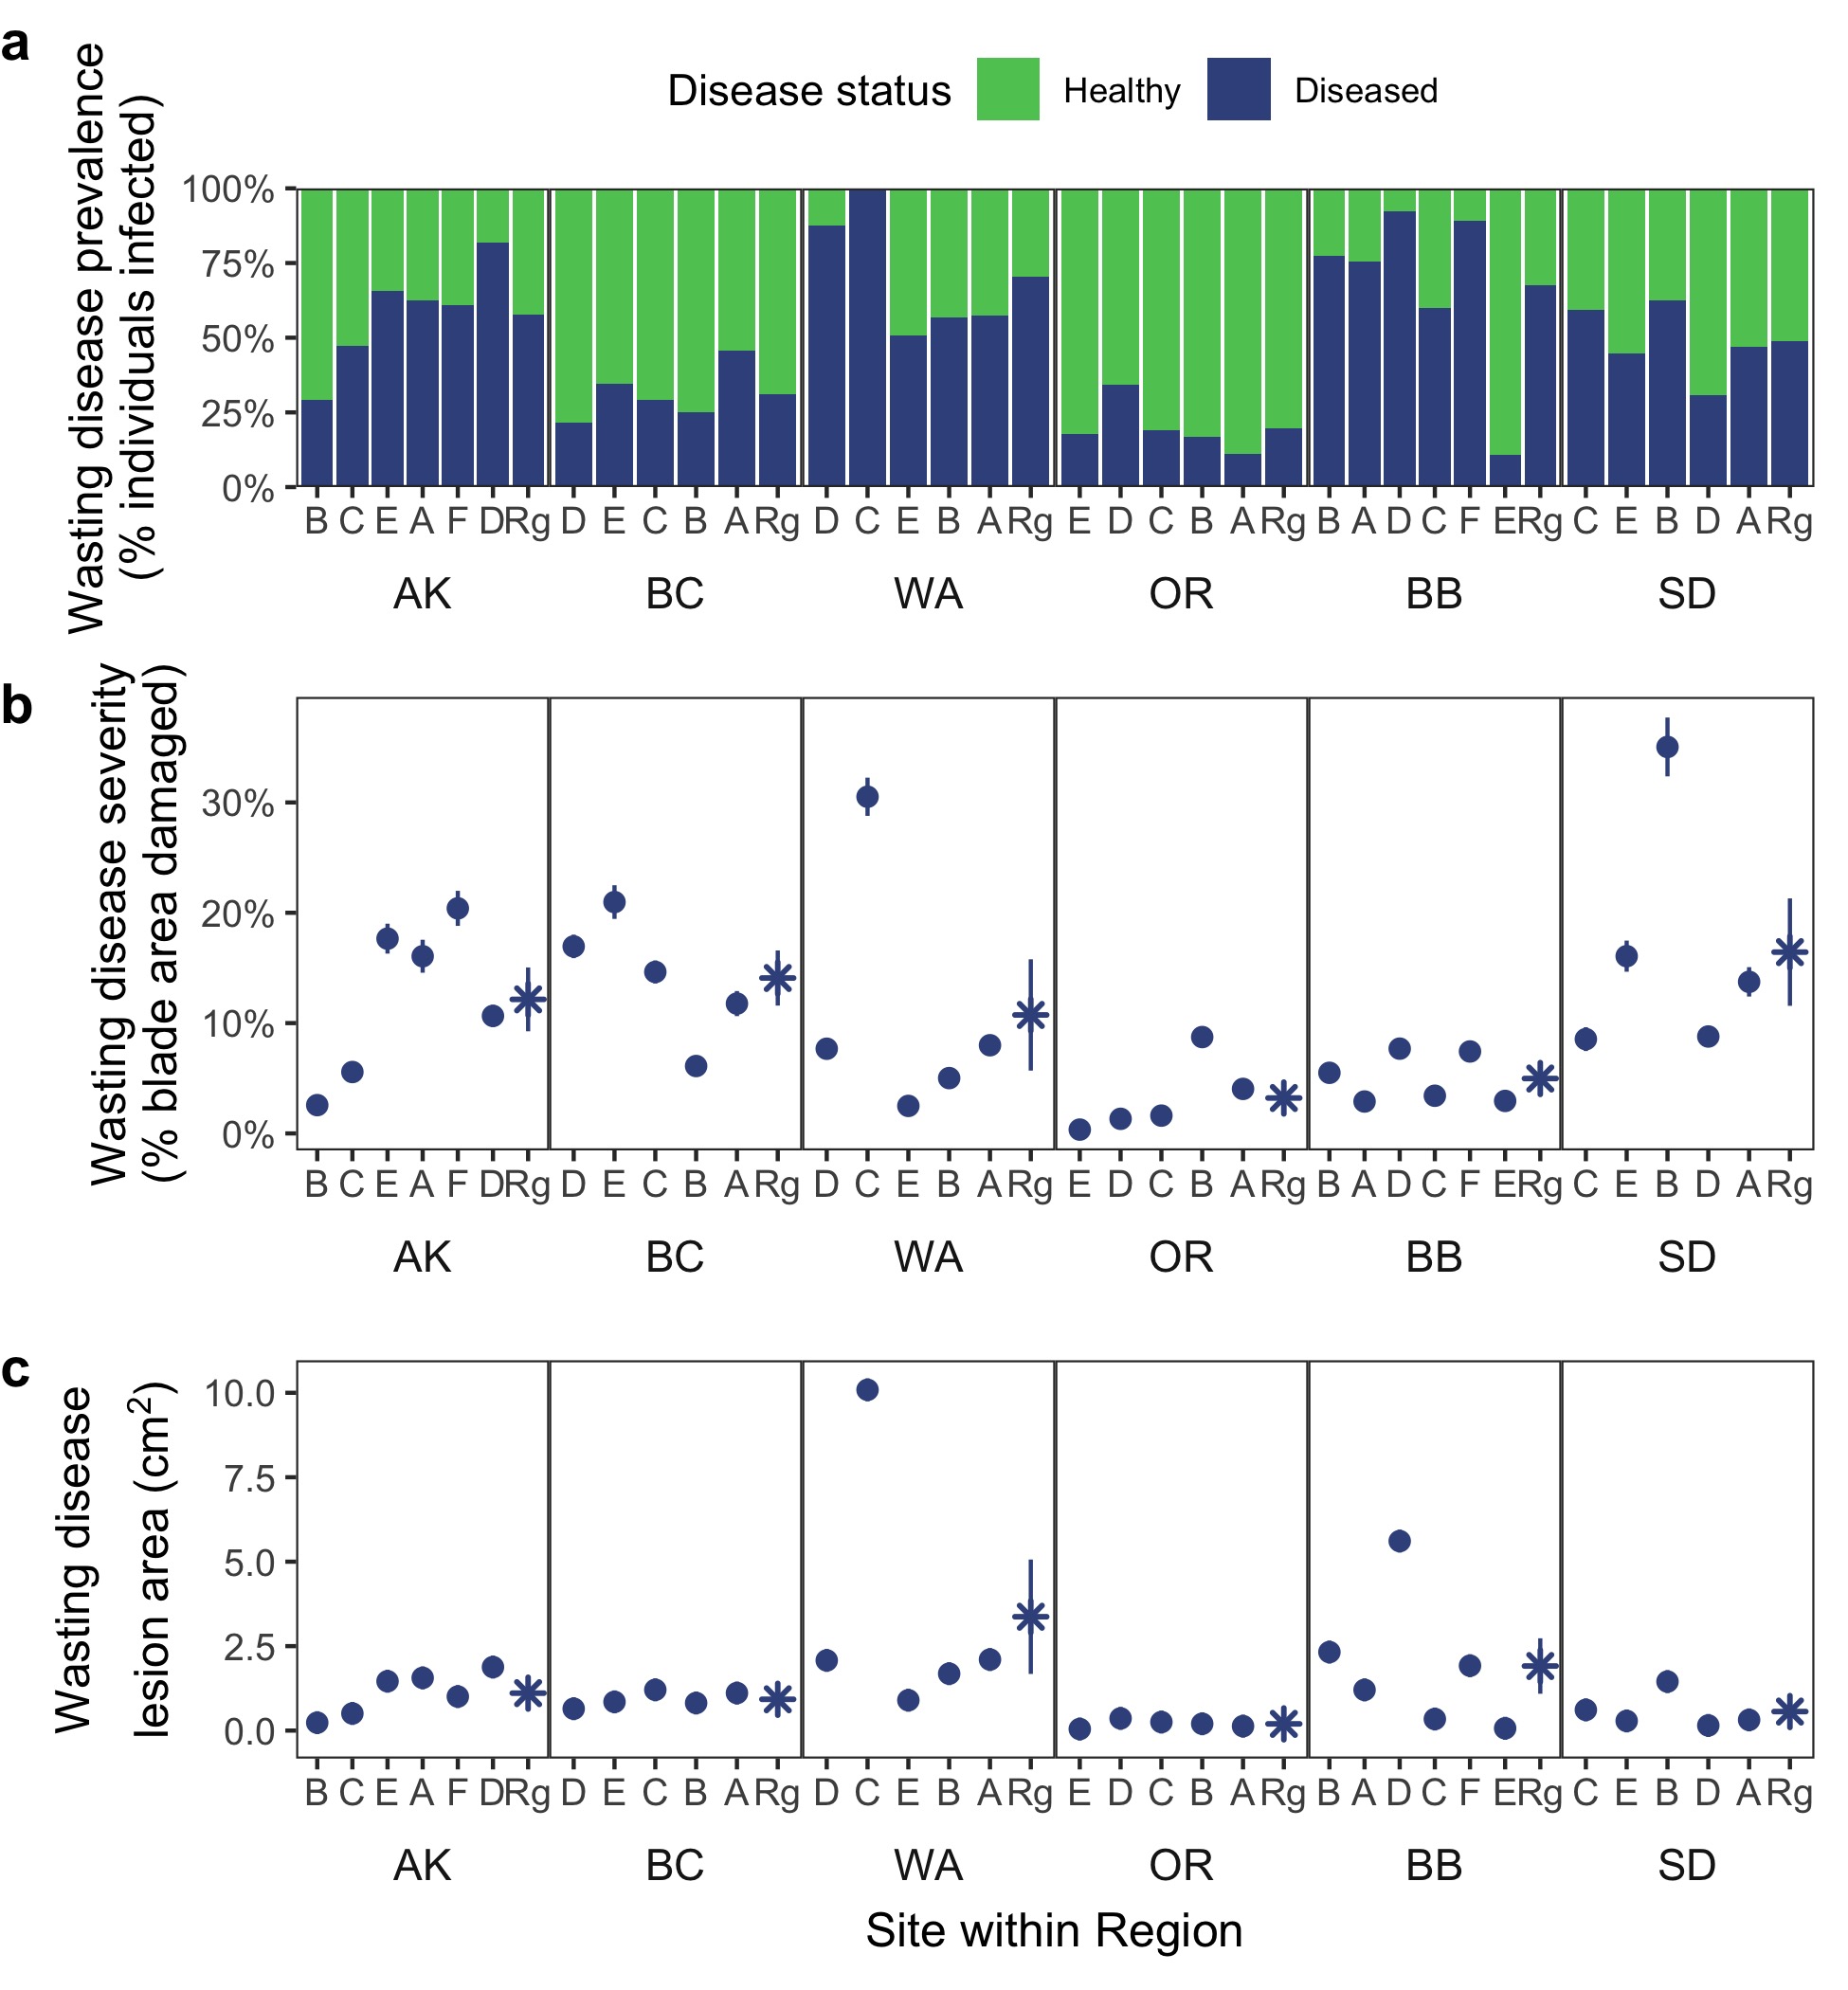 a
Wasting disease prevalence
(% individuals infected)
Disease status Healthy Diseased
100%
75%
50%
25%
0%
B C E A F D Rg D E C B A Rg D C E B A Rg E D C B A Rg B A D C F E Rg C E B D A Rg
AK BC WA OR BB SD
b
Wasting disease severity
(% blade area damaged)
30%
20%
10%
0%
B C E A F D Rg D E C B A Rg D C E B A Rg E D C B A Rg B A D C F E Rg C E B D A Rg
AK BC WA OR BB SD
c
Wasting disease
lesion area (cm²)
10.0
7.5
5.0
2.5
0.0
B C E A F D Rg D E C B A Rg D C E B A Rg E D C B A Rg B A D C F E Rg C E B D A Rg
AK BC WA OR BB SD
Site within Region